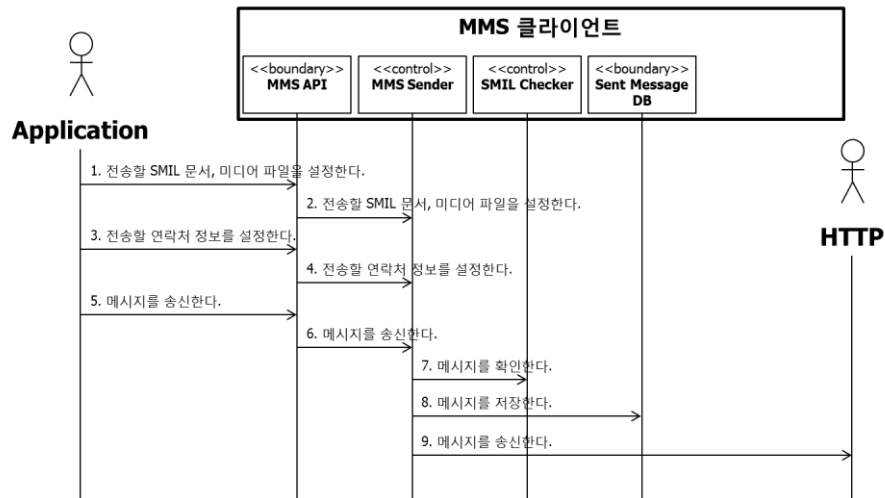 MMS 클라이언트
<<boundary>>
MMS API
<<control>>
MMS Sender
<<control>>
SMIL Checker
<<boundary>>
Sent Message
DB
Application
HTTP
1. 전송할 SMIL 문서, 미디어 파일을 설정한다.
2. 전송할 SMIL 문서, 미디어 파일을 설정한다.
3. 전송할 연락처 정보를 설정한다.
4. 전송할 연락처 정보를 설정한다.
5. 메시지를 송신한다.
6. 메시지를 송신한다.
7. 메시지를 확인한다.
8. 메시지를 저장한다.
9. 메시지를 송신한다.